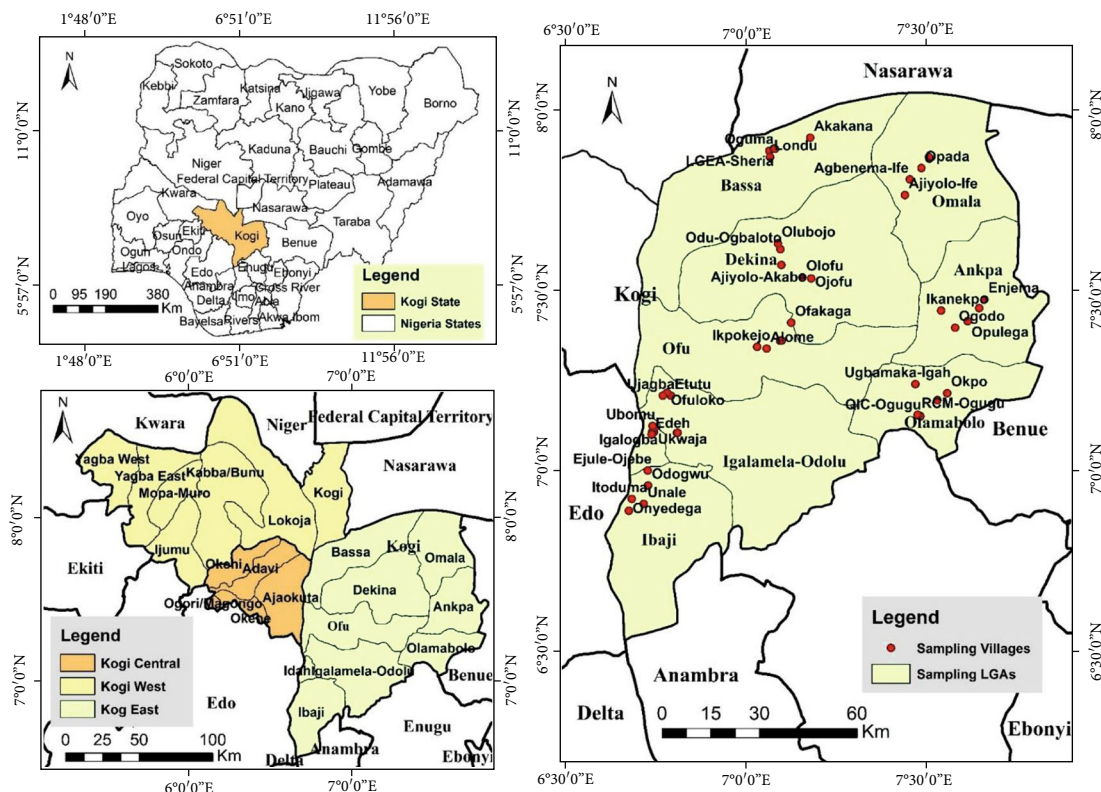 1°48′0″″E 6°51′0″″E 11°56′0″″E
11°0′0″″N
5°57′0″″N
N
Sokoto
Kebbi
Katsina
Jigawa
Yobe
Borno
Zamfara
Kano
Kaduna
Bauchi
Gombe
Niger
Adamawa
Federal Capital Territory
Plateau
Kwara
Nasarawa
Oyo
Taraba
Osun
Ekiti
Kogi
Benue
Ogun
Ondo
Lagos
Edo
Enugu
Ebonyi
Anambra
Delta
Imo
Abia
Cross River
Bayelsa
Rivers
Akwa Ibom
Legend
Kogi State
Nigeria States
0 95 190 380
Km
1°48′0″″E 6°51′0″″E 11°56′0″″E
6°0′0″″E 7°0′0″″E
8°0′0″″N
7°0′0″″N
N
Kwara
Niger
Federal Capital Territory
Nasarawa
Yagba West
Yagba East
Kabba/Bunu
Mopa-Muro
Kogi
Lokoja
Ijumu
Ekiti
Okehi
Adavi
Bassa
Kogi
Omala
Ajaokuta
Dekina
Ogori/Magongo
Okene
Ankpa
Ofu
Olamabolo
Idah
Igalamela-Odolu
Benue
Edo
Ibaji
Enugu
Anambra
Delta
Ebonyi
Legend
Kogi Central
Kogi West
Kog East
0 25 50 100
Km
8°0′0″″N
7°0′0″″N
6°0′0″″E 7°0′0″″E
6°30′0″″E 7°0′0″″E 7°30′0″″E
8°0′0″″N
7°30′0″″N
7°0′0″″N
6°30′0″″N
N
Nasarawa
Akakana
Oguma
Londu
LGEA-Sheria
Bassa
Opada
Agbenema-Ife
Ajiyolo-Ife
Omala
Olubojo
Odu-Ogbaloto
Dekina
Olofu
Ajiyolo-Akabe
Ojofu
Ankpa
Enjema
Kogi
Ikanekpo
Ofakaga
Ogodo
Opulega
Ikpokejo
Alome
Ofu
Ugbamaka-Igah
Ujagba
Etutu
Okpo
Ofuloko
QIC-Ogugu
RCM-Ogugu
Ubomu
Edeh
Olamabolo
Benue
Igalogba
Ukwaja
Ejule-Ojebe
Igalamela-Odolu
Odogwu
Itoduma
Unale
Onyedega
Edo
Ibaji
Legend
Sampling Villages
Sampling LGAs
Anambra
Delta
Ebonyi
0 15 30 60
Km
8°0′0″″N
7°30′0″″N
7°0′0″″N
6°30′0″″N
6°30′0″″E 7°0′0″″E 7°30′0″″E